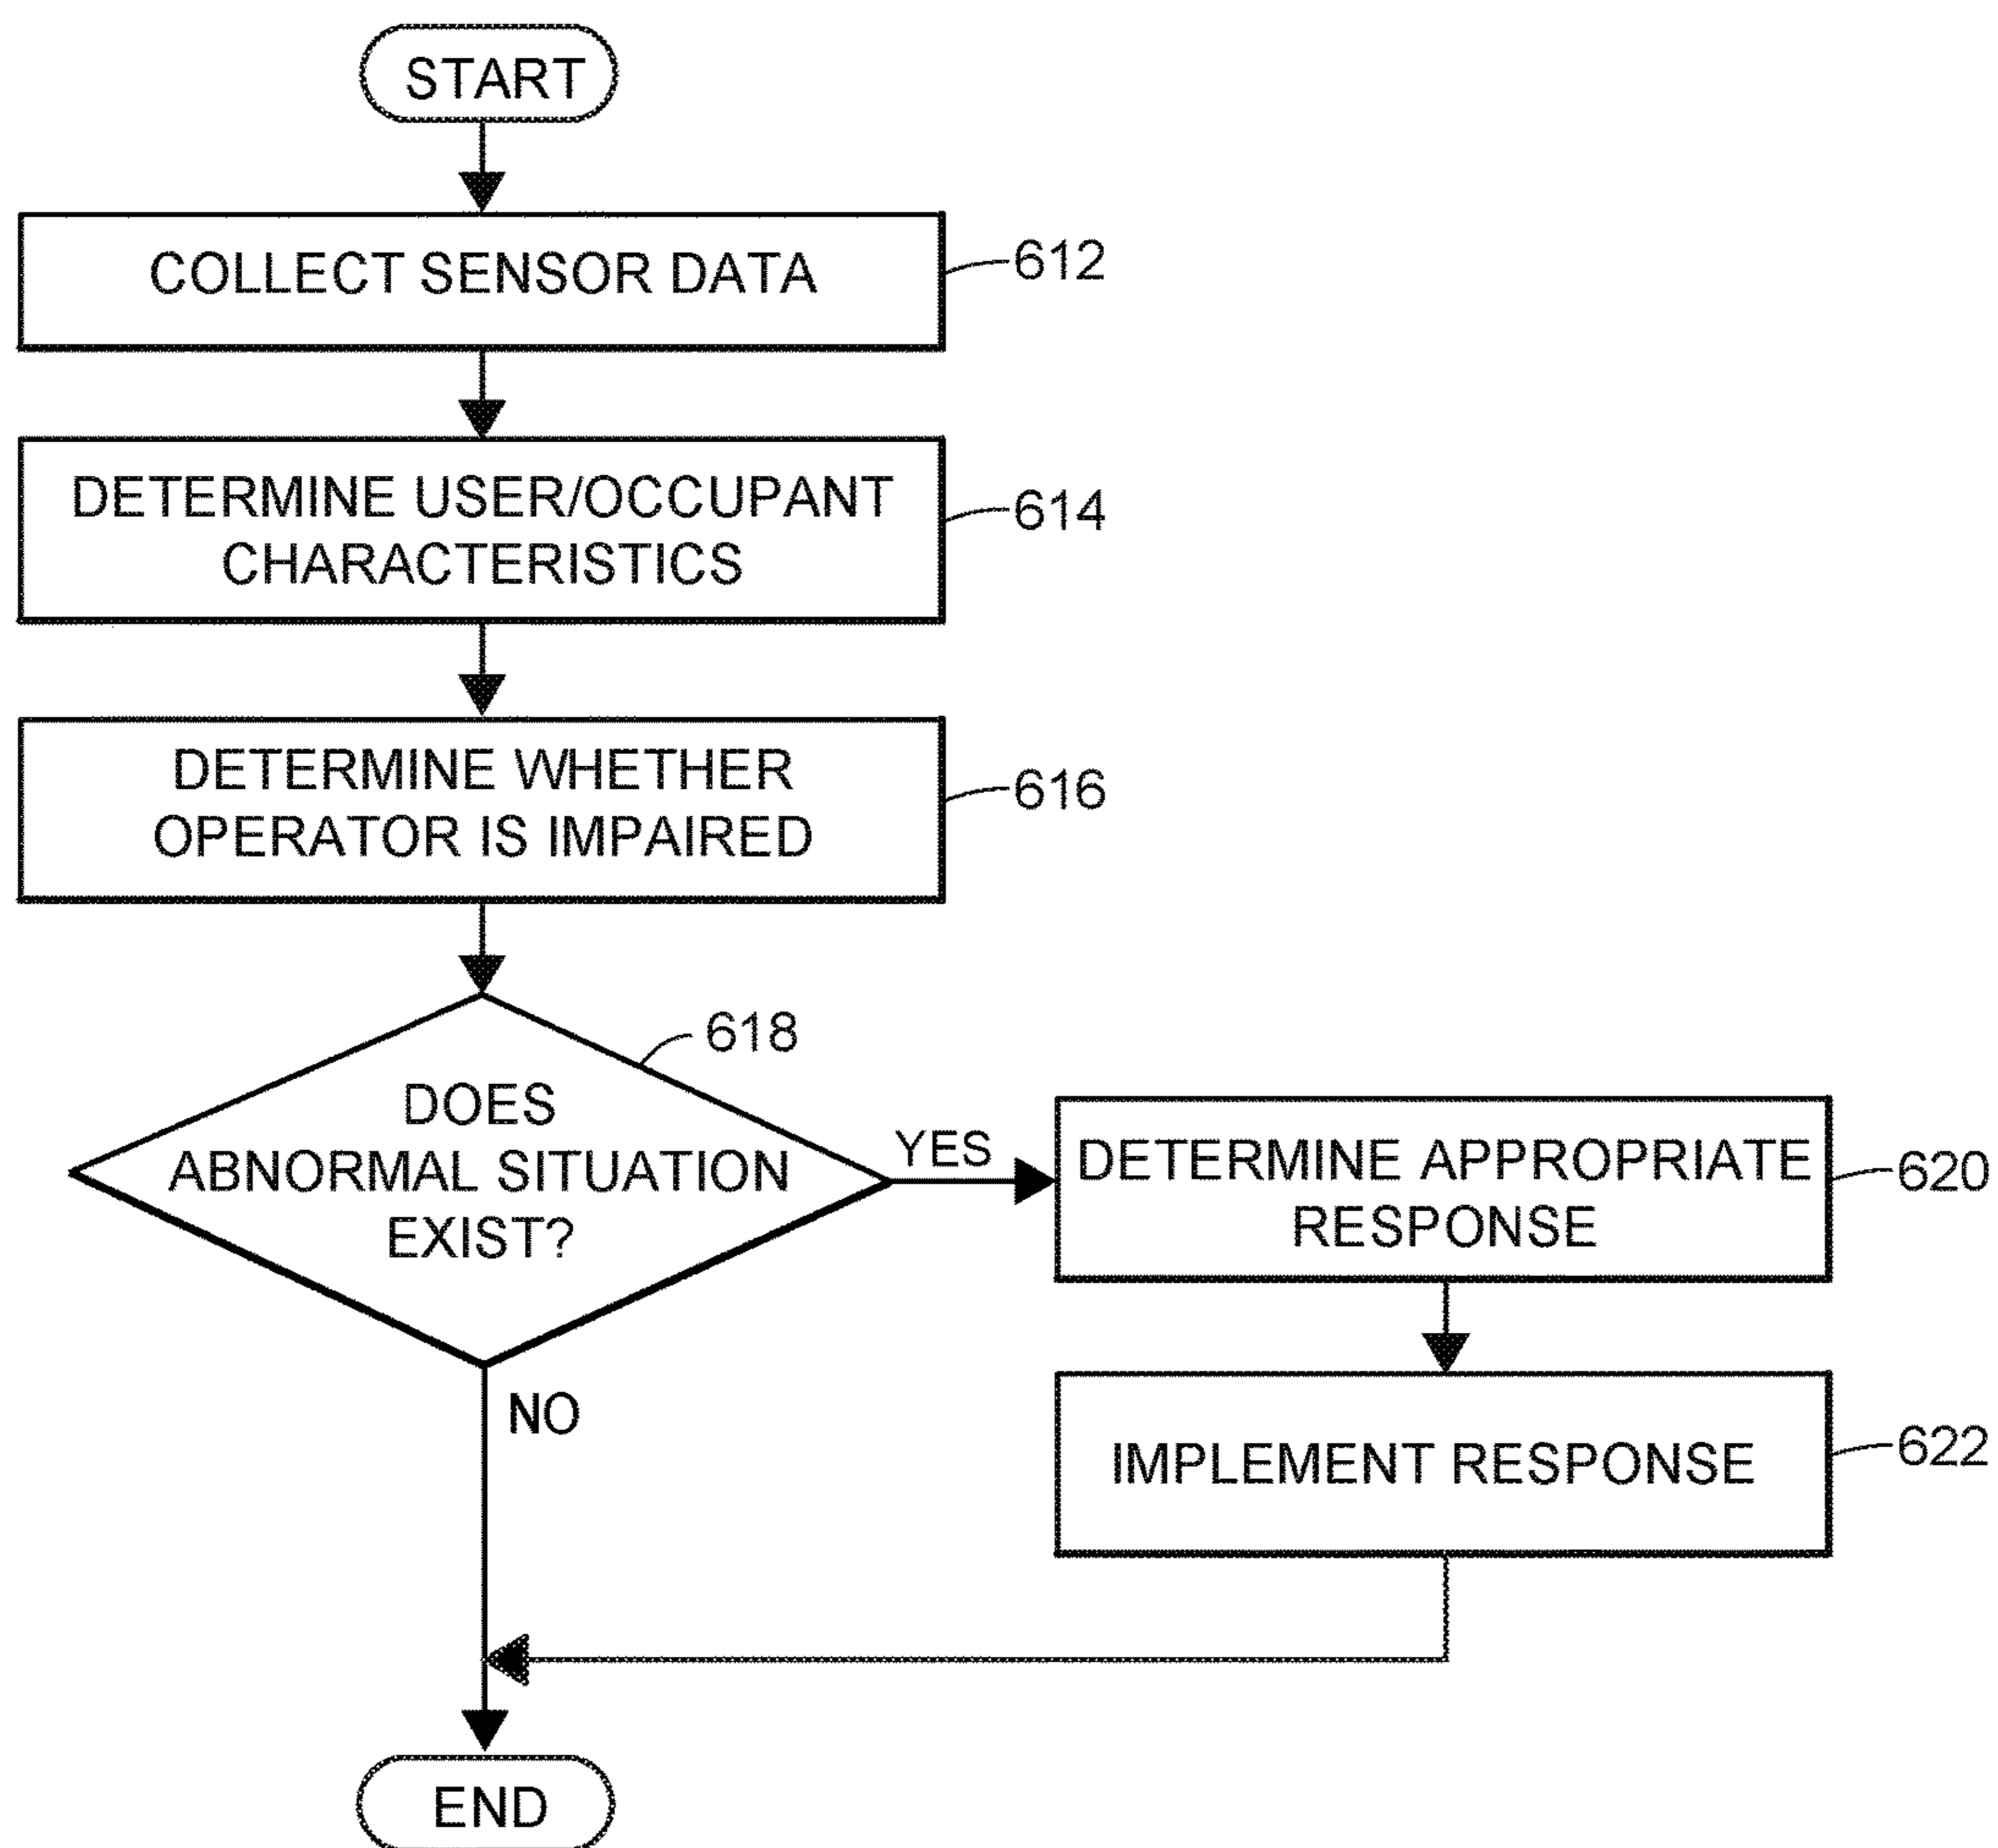 START
COLLECT SENSOR DATA
612
DETERMINE USER/OCCUPANT
CHARACTERISTICS
614
DETERMINE WHETHER
OPERATOR IS IMPAIRED
616
618
DOES
ABNORMAL SITUATION
EXIST?
YES
DETERMINE APPROPRIATE
RESPONSE
620
NO
IMPLEMENT RESPONSE
622
END